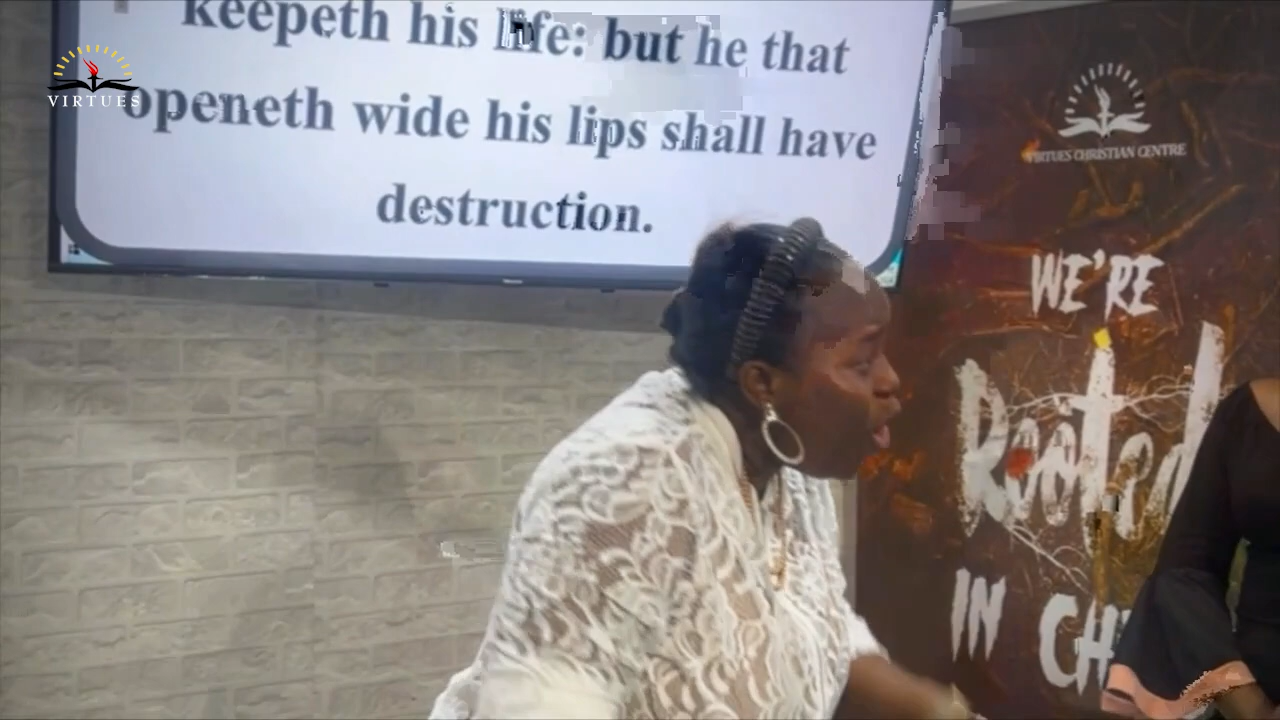 keepeth his life: but he that
openeth wide his lips shall have
destruction.
VIRTUES
VIRTUES CHRISTIAN CENTRE
WE'RE
Rooted
IN